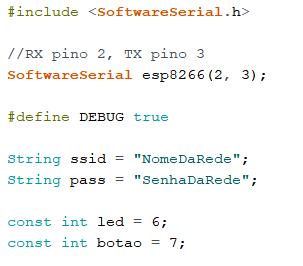 #include <SoftwareSerial.h>
//RX pino 2, TX pino 3
SoftwareSerial esp8266(2, 3);
#define DEBUG true
String ssid = "NomeDaRede";
String pass = "SenhaDaRede";
const int led = 6;
const int botao = 7;